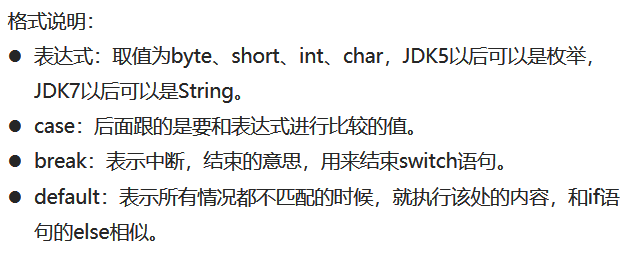 格式说明：
● 表达式：取值为byte、short、int、char，JDK5以后可以是枚举，
JDK7以后可以是String。
● case：后面跟的是要和表达式进行比较的值。
● break：表示中断，结束的意思，用来结束switch语句。
● default：表示所有情况都不匹配的时候，就执行该处的内容，和if语
句的else相似。